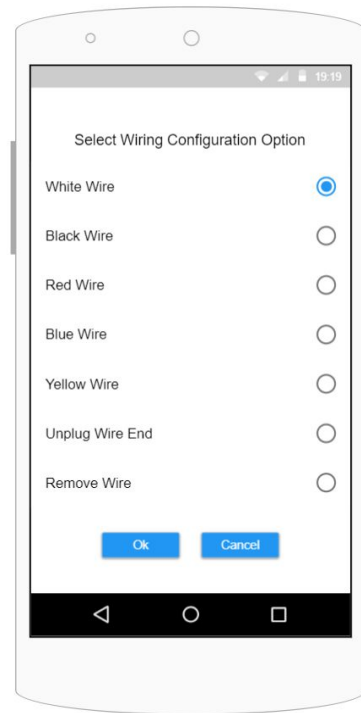 19:19
Select Wiring Configuration Option
White Wire
Black Wire
Red Wire
Blue Wire
Yellow Wire
Unplug Wire End
Remove Wire
Ok Cancel